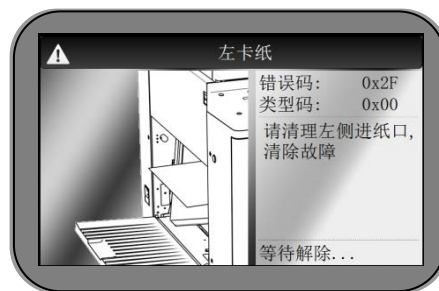 左卡纸
错误码: 0x2F
类型码: 0x00
请清理左侧进纸口,
清除故障
等待解除...